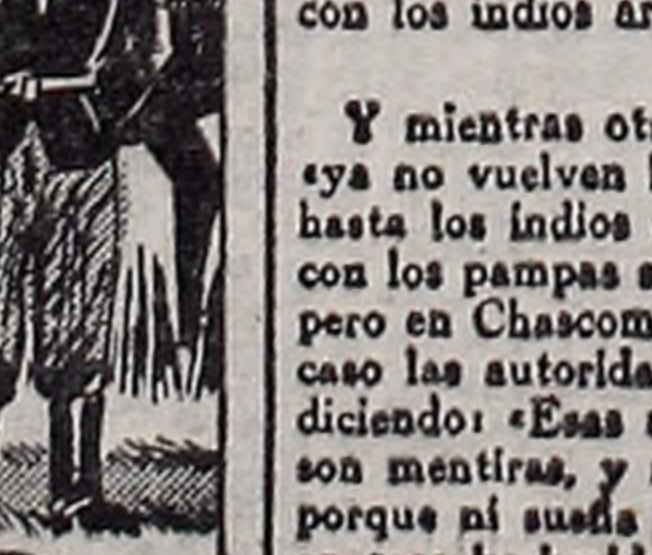 con los indios
Y mientras
«ya no vuelven
hasta los indios
con los pampas
pero en Chascom
caso las autorida
diciendo: «Esas
son mentiras, y
porque ni sueña